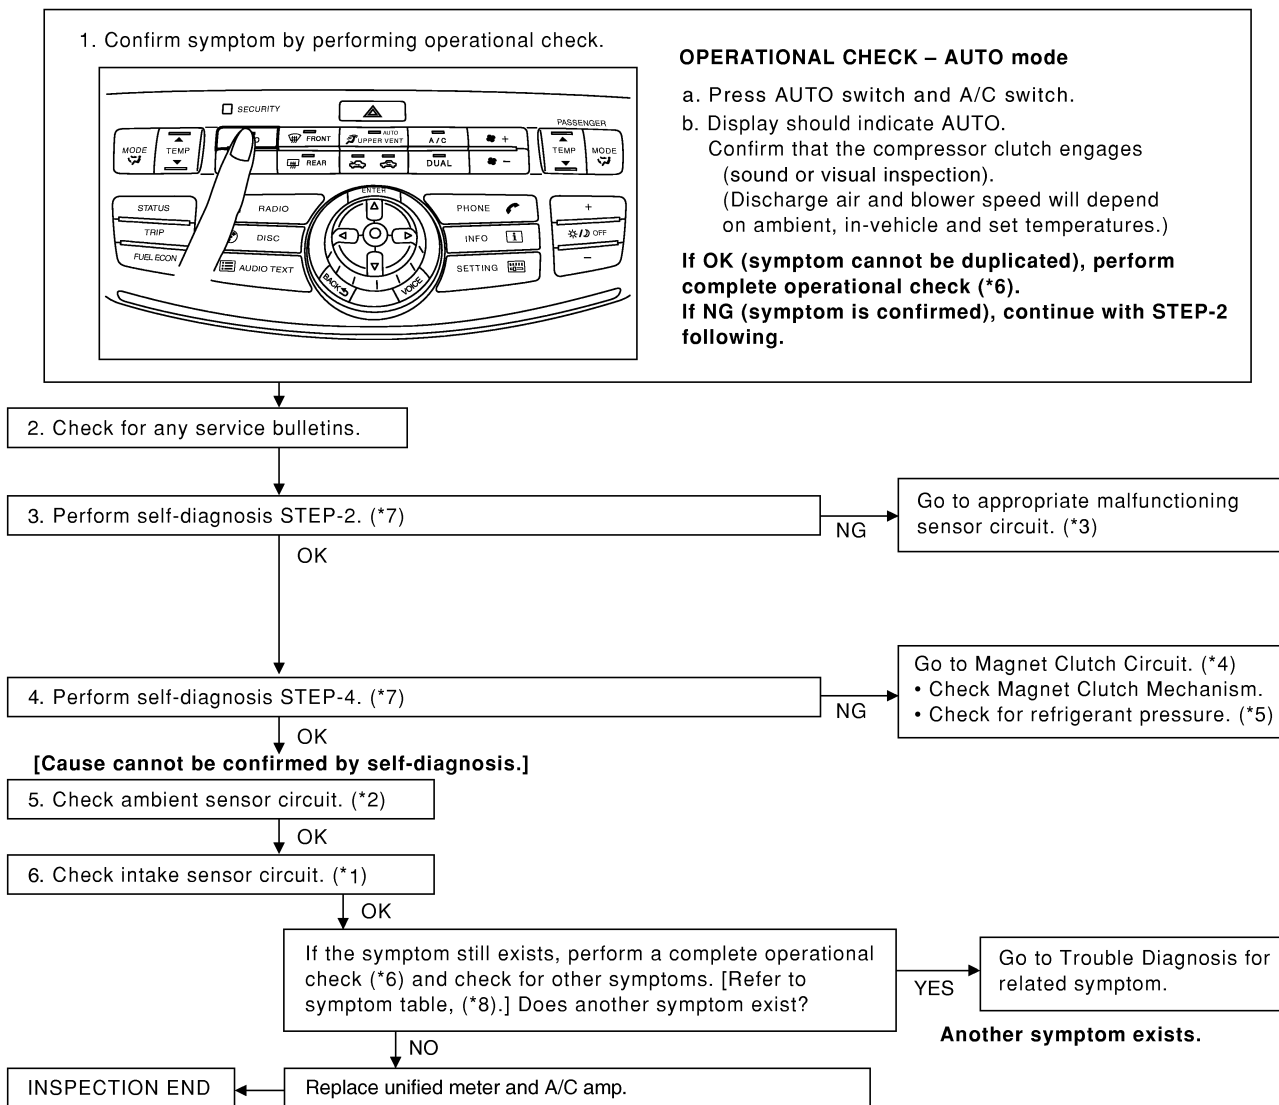 1. Confirm symptom by performing operational check.
SECURITY
PASSENGER
MODE
TEMP
FRONT
AUTO
UPPER VENT
A/C
+
TEMP
MODE
REAR
DUAL
−
STATUS
TRIP
FUEL ECON
RADIO
DISC
AUDIO TEXT
ENTER
BACK
VOICE
PHONE
INFO
i
SETTING
+
OFF
−
OPERATIONAL CHECK – AUTO mode
a. Press AUTO switch and A/C switch.
b. Display should indicate AUTO.
Confirm that the compressor clutch engages
(sound or visual inspection).
(Discharge air and blower speed will depend
on ambient, in-vehicle and set temperatures.)
If OK (symptom cannot be duplicated), perform
complete operational check (*6).
If NG (symptom is confirmed), continue with STEP-2
following.
2. Check for any service bulletins.
3. Perform self-diagnosis STEP-2. (*7)
NG
Go to appropriate malfunctioning
sensor circuit. (*3)
OK
4. Perform self-diagnosis STEP-4. (*7)
NG
Go to Magnet Clutch Circuit. (*4)
• Check Magnet Clutch Mechanism.
• Check for refrigerant pressure. (*5)
OK
[Cause cannot be confirmed by self-diagnosis.]
5. Check ambient sensor circuit. (*2)
OK
6. Check intake sensor circuit. (*1)
OK
If the symptom still exists, perform a complete operational
check (*6) and check for other symptoms. [Refer to
symptom table, (*8).] Does another symptom exist?
YES
Go to Trouble Diagnosis for
related symptom.
Another symptom exists.
NO
Replace unified meter and A/C amp.
INSPECTION END